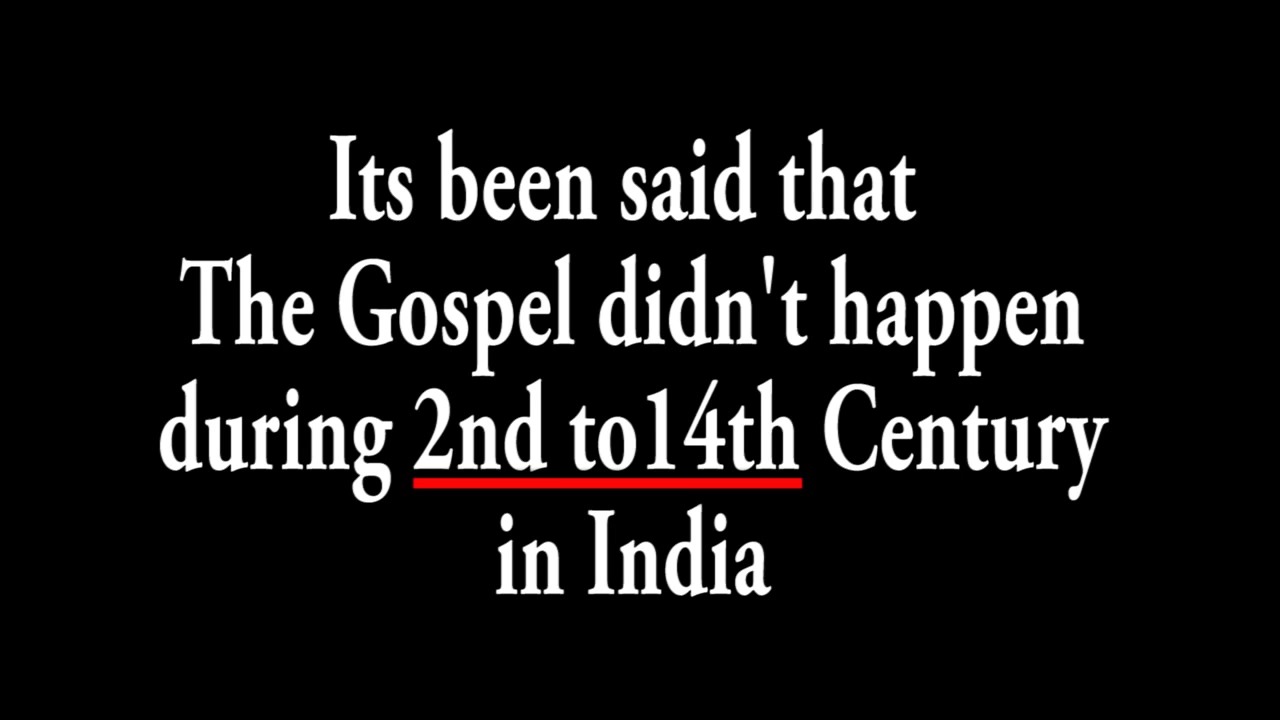 Its been said that
The Gospel didn't happen
during 2nd to14th Century
in India